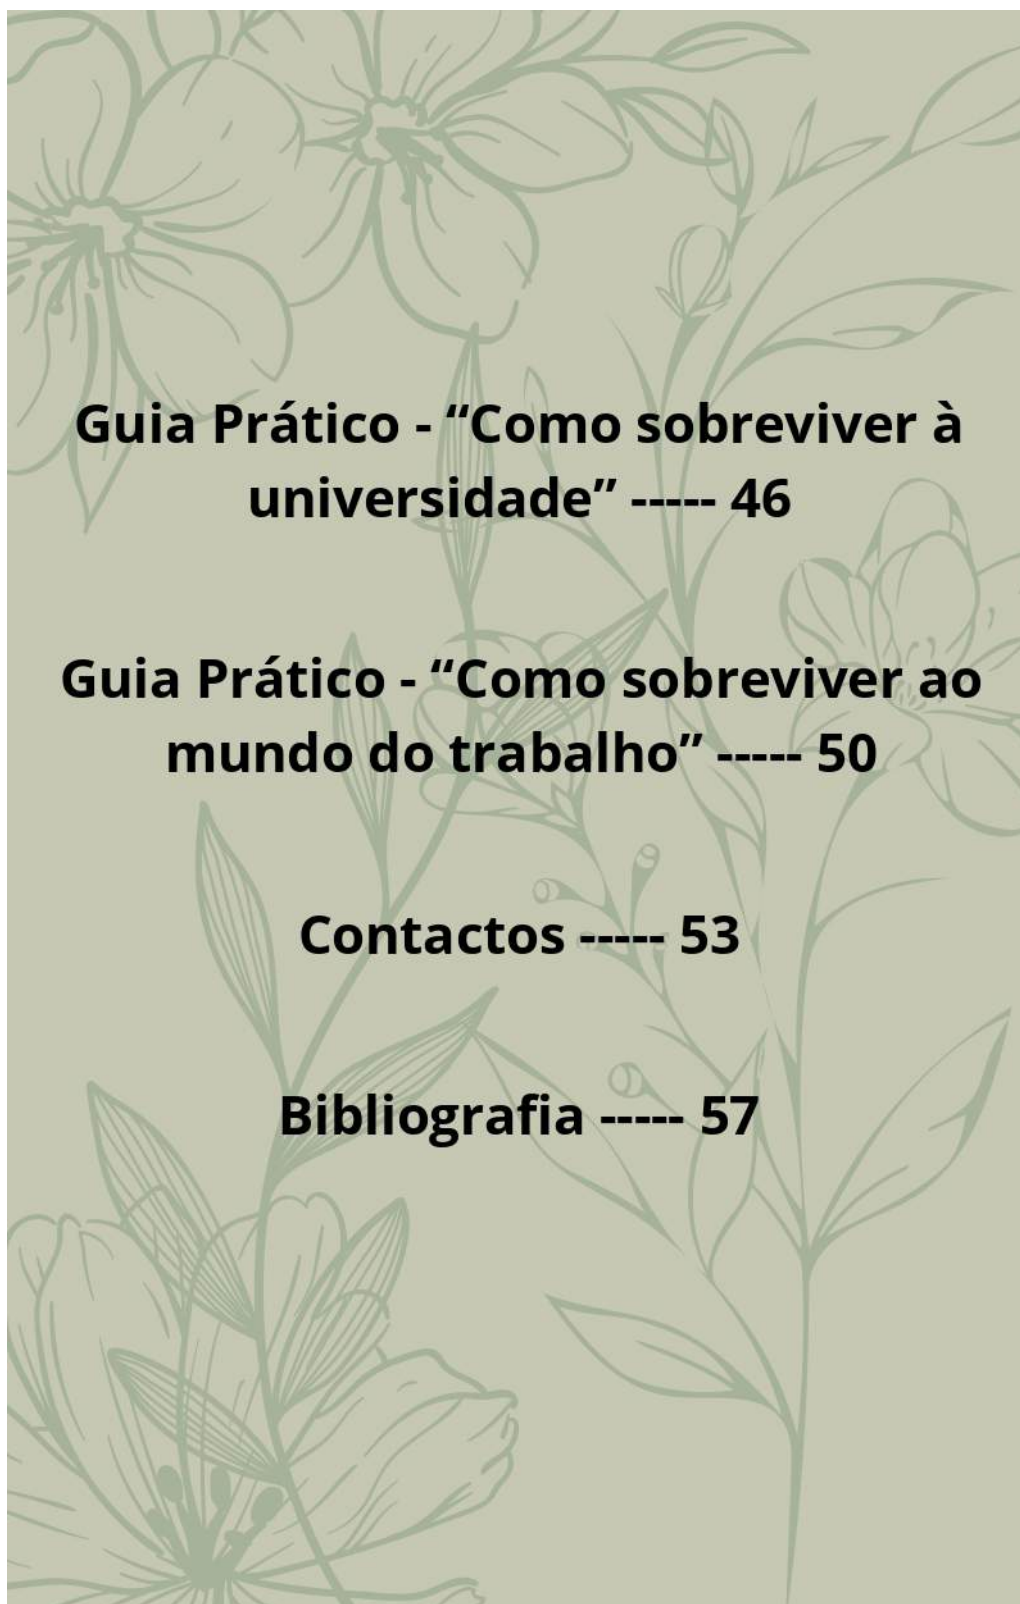 Guia Prático - “Como sobreviver à
universidade” ----- 46
Guia Prático - “Como sobreviver ao
mundo do trabalho” ----- 50
Contactos ----- 53
Bibliografia ----- 57